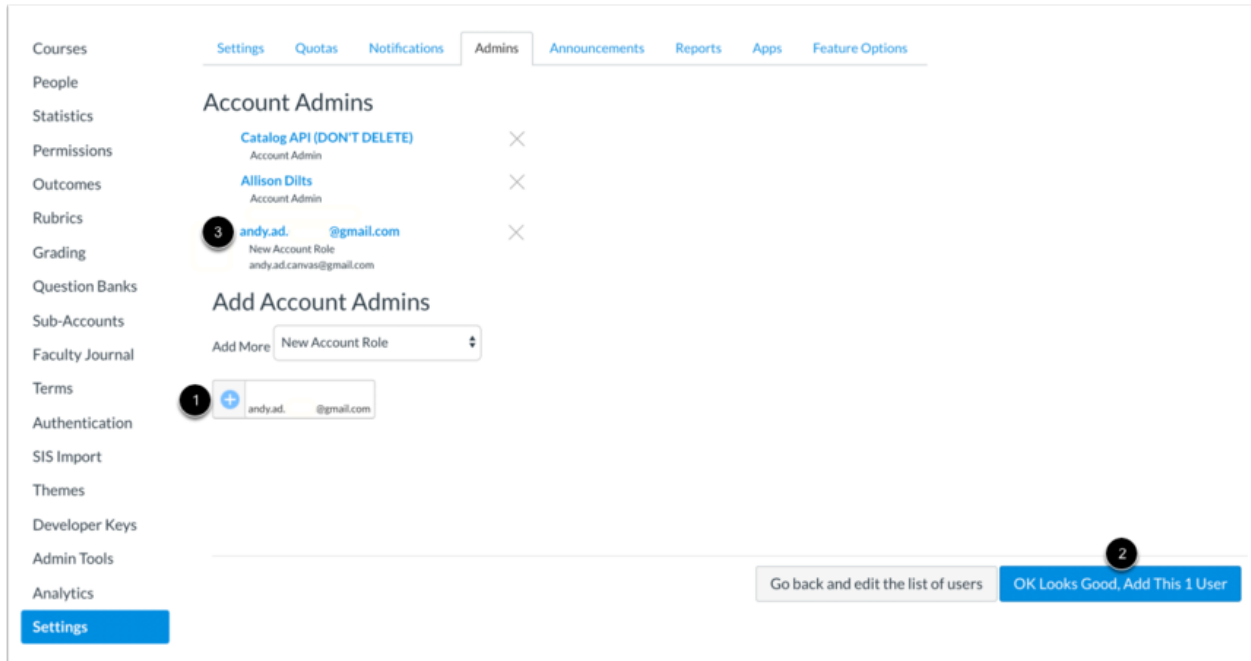 Courses
People
Statistics
Permissions
Outcomes
Rubrics
Grading
Question Banks
Sub-Accounts
Faculty Journal
Terms
Authentication
SIS Import
Themes
Developer Keys
Admin Tools
Analytics
Settings
Settings Quotas Notifications Admins Announcements Reports Apps Feature Options
Account Admins
Catalog API (DON'T DELETE)
Account Admin
Allison Dilts
Account Admin
3 andy.ad. @gmail.com
New Account Role
andy.ad.canvas@gmail.com
Add Account Admins
Add More New Account Role
1 andy.ad. @gmail.com
2
Go back and edit the list of users OK Looks Good, Add This 1 User